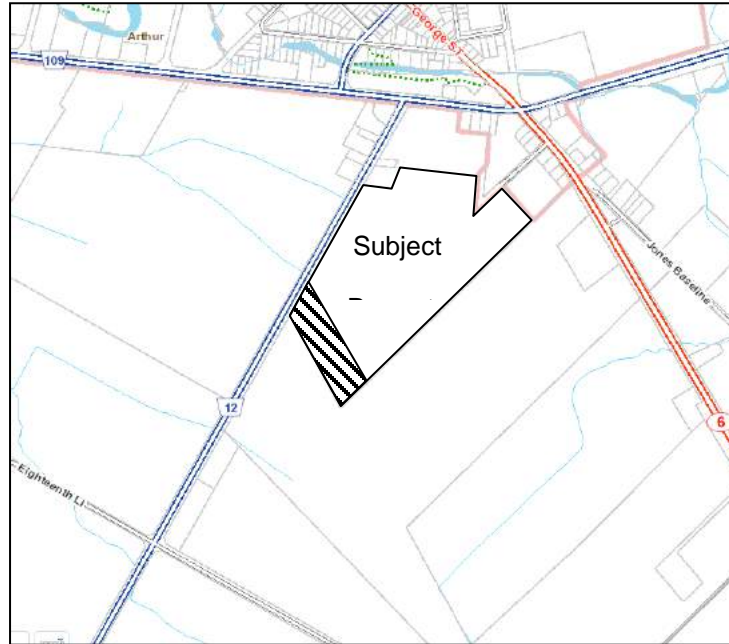 Arthur
George ST
109
Subject
Jones Baseline
12
6
Eighteenth Li